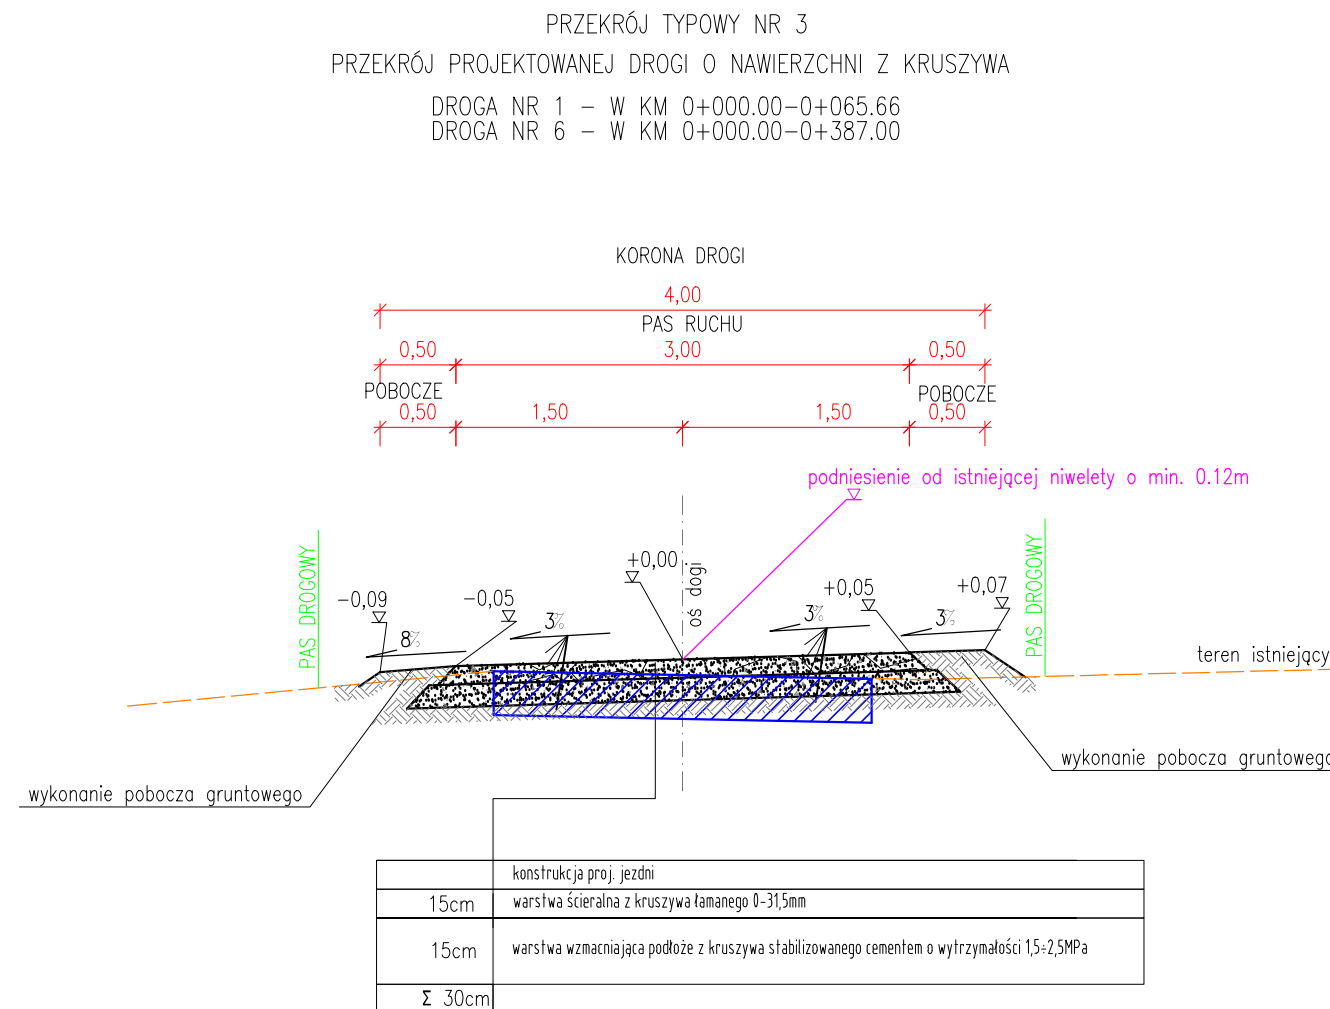 PRZEKRÓJ TYPOWY NR 3
PRZEKRÓJ PROJEKTOWANEJ DROGI O NAWIERZCHNI Z KRUSZYWA
DROGA NR 1 – W KM 0+000.00–0+065.66
DROGA NR 6 – W KM 0+000.00–0+387.00
KORONA DROGI
4,00
PAS RUCHU
0,50 3,00 0,50
POBOCZE POBOCZE
0,50 1,50 1,50 0,50
podniesienie od istniejącej niwelety o min. 0.12m
PAS DROGOWY
PAS DROGOWY
oś dogi
+0,00
-0,09 -0,05 +0,05 +0,07
8% 3% 3% 3%
teren istniejący
wykonanie pobocza gruntowego
wykonanie pobocza gruntowego
konstrukcja proj. jezdni
15cm warstwa ścieralna z kruszywa łamanego 0-31,5mm
15cm warstwa wzmacniająca podłoże z kruszywa stabilizowanego cementem o wytrzymałości 1,5÷2,5MPa
Σ 30cm